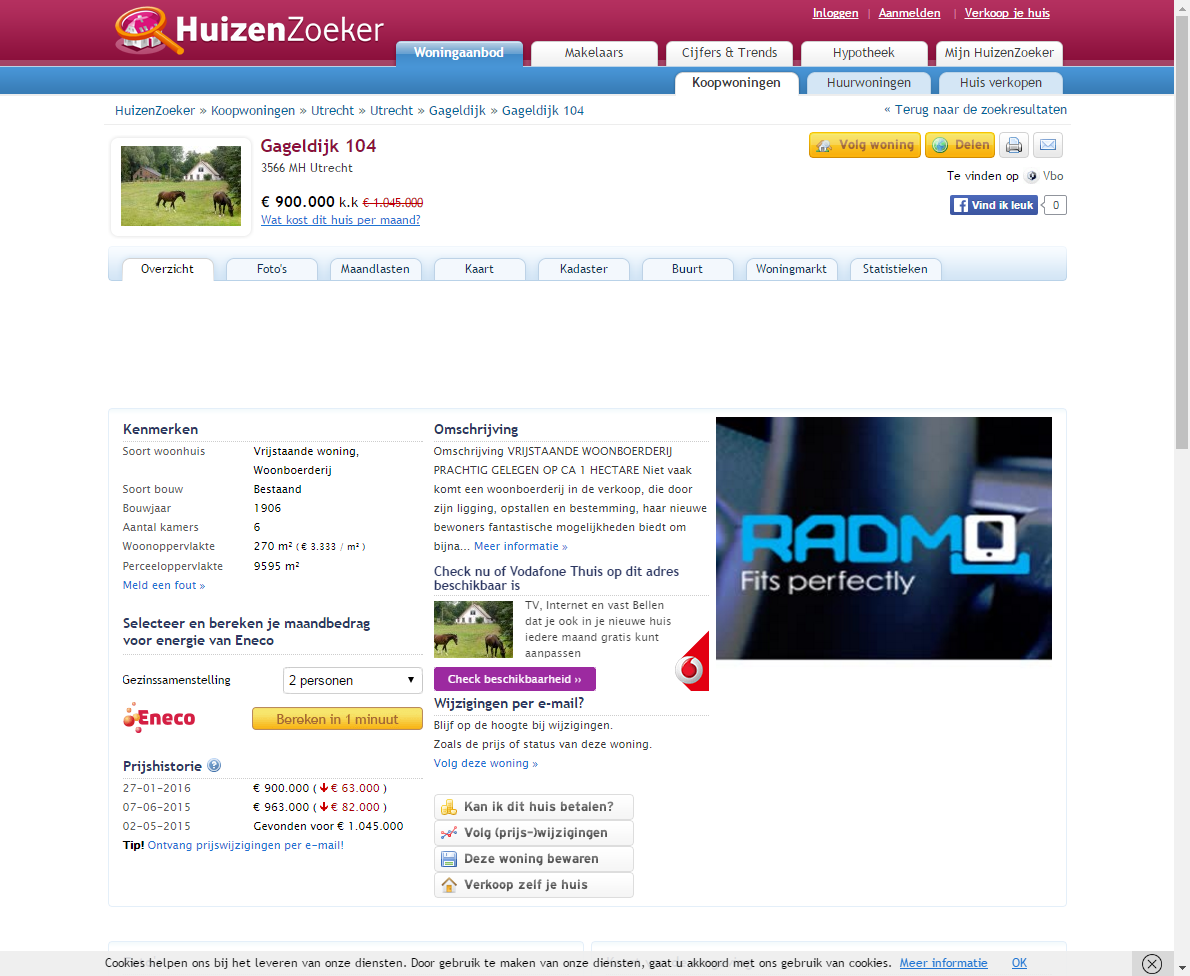 Inloggen | Aanmelden | Verkoop je huis
HuizenZoeker
Woningaanbod Makelaars Cijfers & Trends Hypotheek Mijn HuizenZoeker
Koopwoningen Huurwoningen Huis verkopen
HuizenZoeker » Koopwoningen » Utrecht » Utrecht » Gageldijk » Gageldijk 104 « Terug naar de zoekresultaten
Gageldijk 104
3566 MH Utrecht
€ 900.000 k.k € 1.045.000
Wat kost dit huis per maand?
Volg woning Delen
Te vinden op Vbo
Vind ik leuk 0
Overzicht Foto's Maandlasten Kaart Kadaster Buurt Woningmarkt Statistieken
Kenmerken
Soort woonhuis Vrijstaande woning,
Woonboerderij
Soort bouw Bestaand
Bouwjaar 1906
Aantal kamers 6
Woonoppervlakte 270 m² ( € 3.333 / m² )
Perceeloppervlakte 9595 m²
Meld een fout »
Selecteer en bereken je maandbedrag
voor energie van Eneco
Gezinssamenstelling 2 personen
Eneco Bereken in 1 minuut
Prijshistorie ?
27-01-2016 € 900.000 ( € 63.000 )
07-06-2015 € 963.000 ( € 82.000 )
02-05-2015 Gevonden voor € 1.045.000
Tip! Ontvang prijswijzigingen per e-mail!
Omschrijving
Omschrijving VRIJSTAANDE WOONBOERDERIJ
PRACHTIG GELEGEN OP CA 1 HECTARE Niet vaak
komt een woonboerderij in de verkoop, die door
zijn ligging, opstallen en bestemming, haar nieuwe
bewoners fantastische mogelijkheden biedt om
bijna... Meer informatie »
Check nu of Vodafone Thuis op dit adres
beschikbaar is
TV, Internet en vast Bellen
dat je ook in je nieuwe huis
iedere maand gratis kunt
aanpassen
Check beschikbaarheid ››
Wijzigingen per e-mail?
Blijf op de hoogte bij wijzigingen.
Zoals de prijs of status van deze woning.
Volg deze woning »
Kan ik dit huis betalen?
Volg (prijs-)wijzigingen
Deze woning bewaren
Verkoop zelf je huis
RADMO
Fits perfectly
Cookies helpen ons bij het leveren van onze diensten. Door gebruik te maken van onze diensten, gaat u akkoord met ons gebruik van cookies. Meer informatie OK